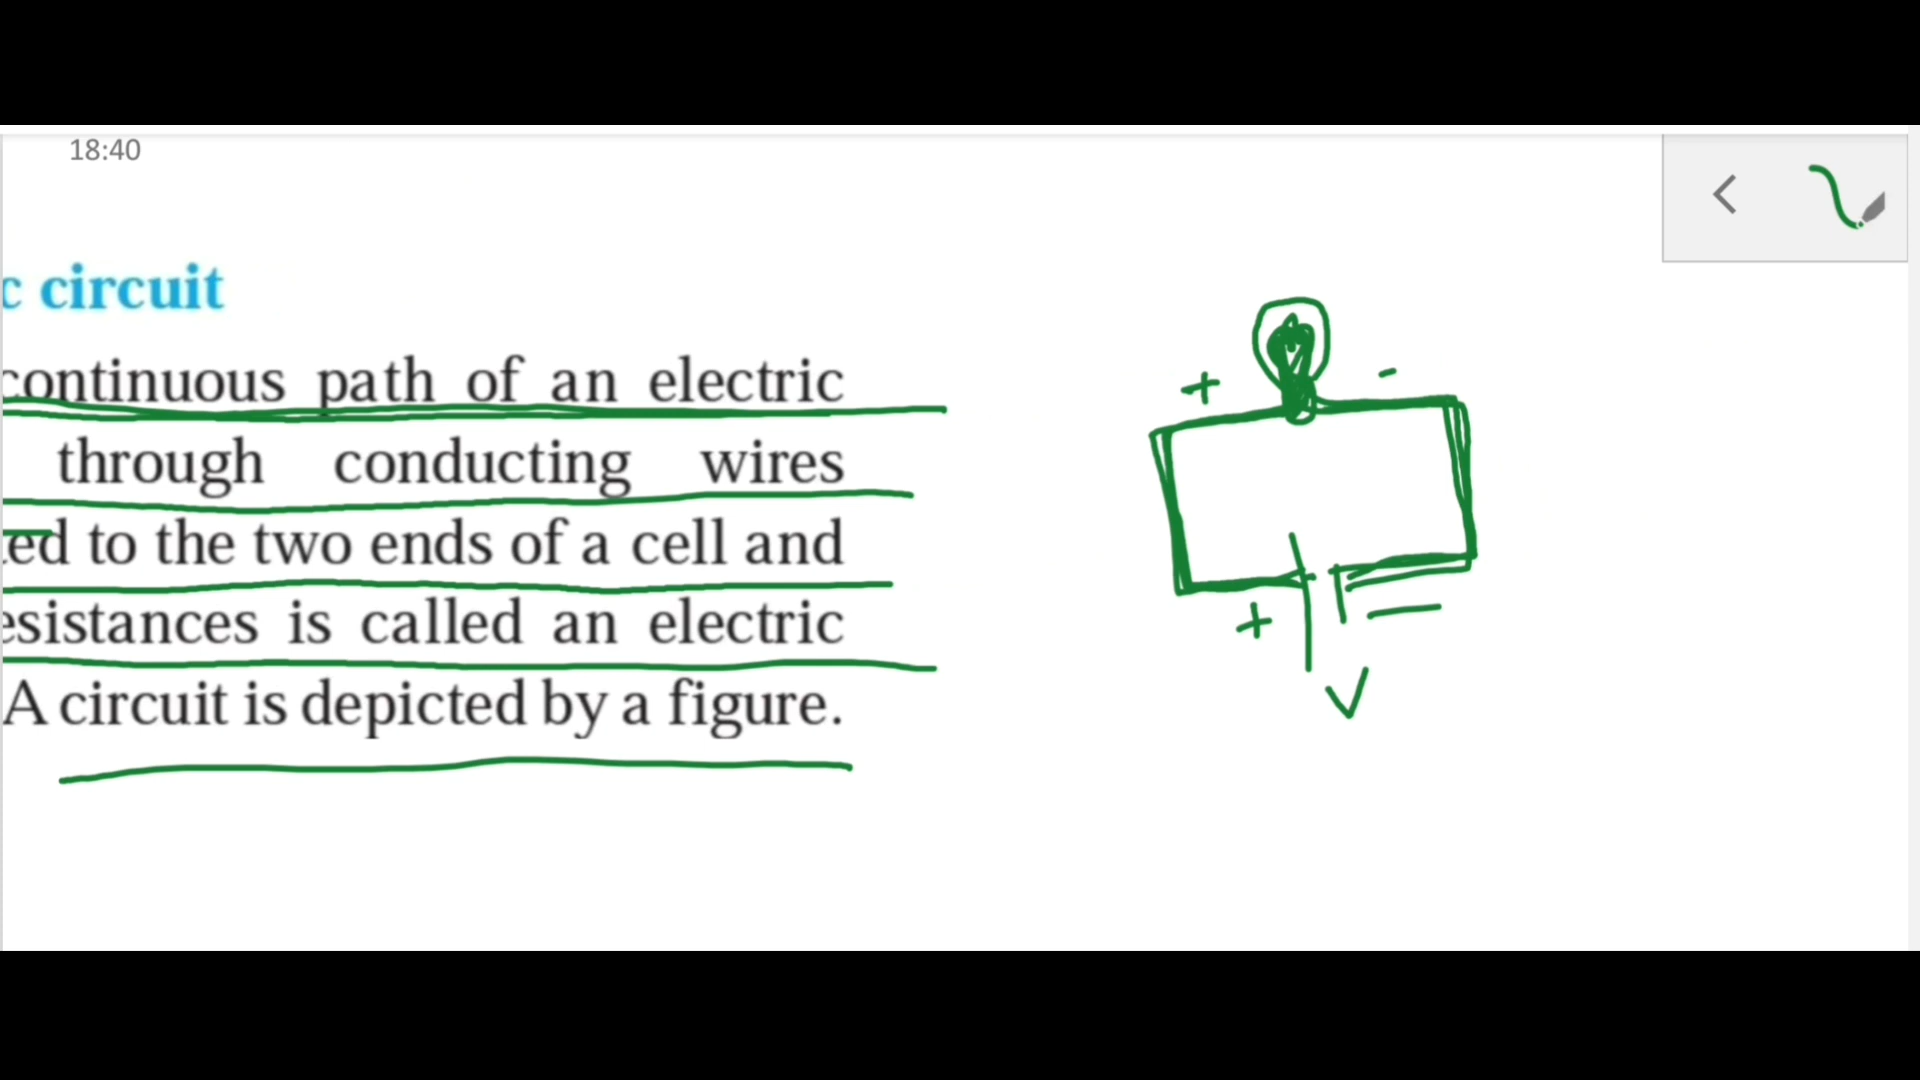 18:40
c circuit
continuous path of an electric
through conducting wires
ed to the two ends of a cell and
esistances is called an electric
A circuit is depicted by a figure.
+ -
+ —
V